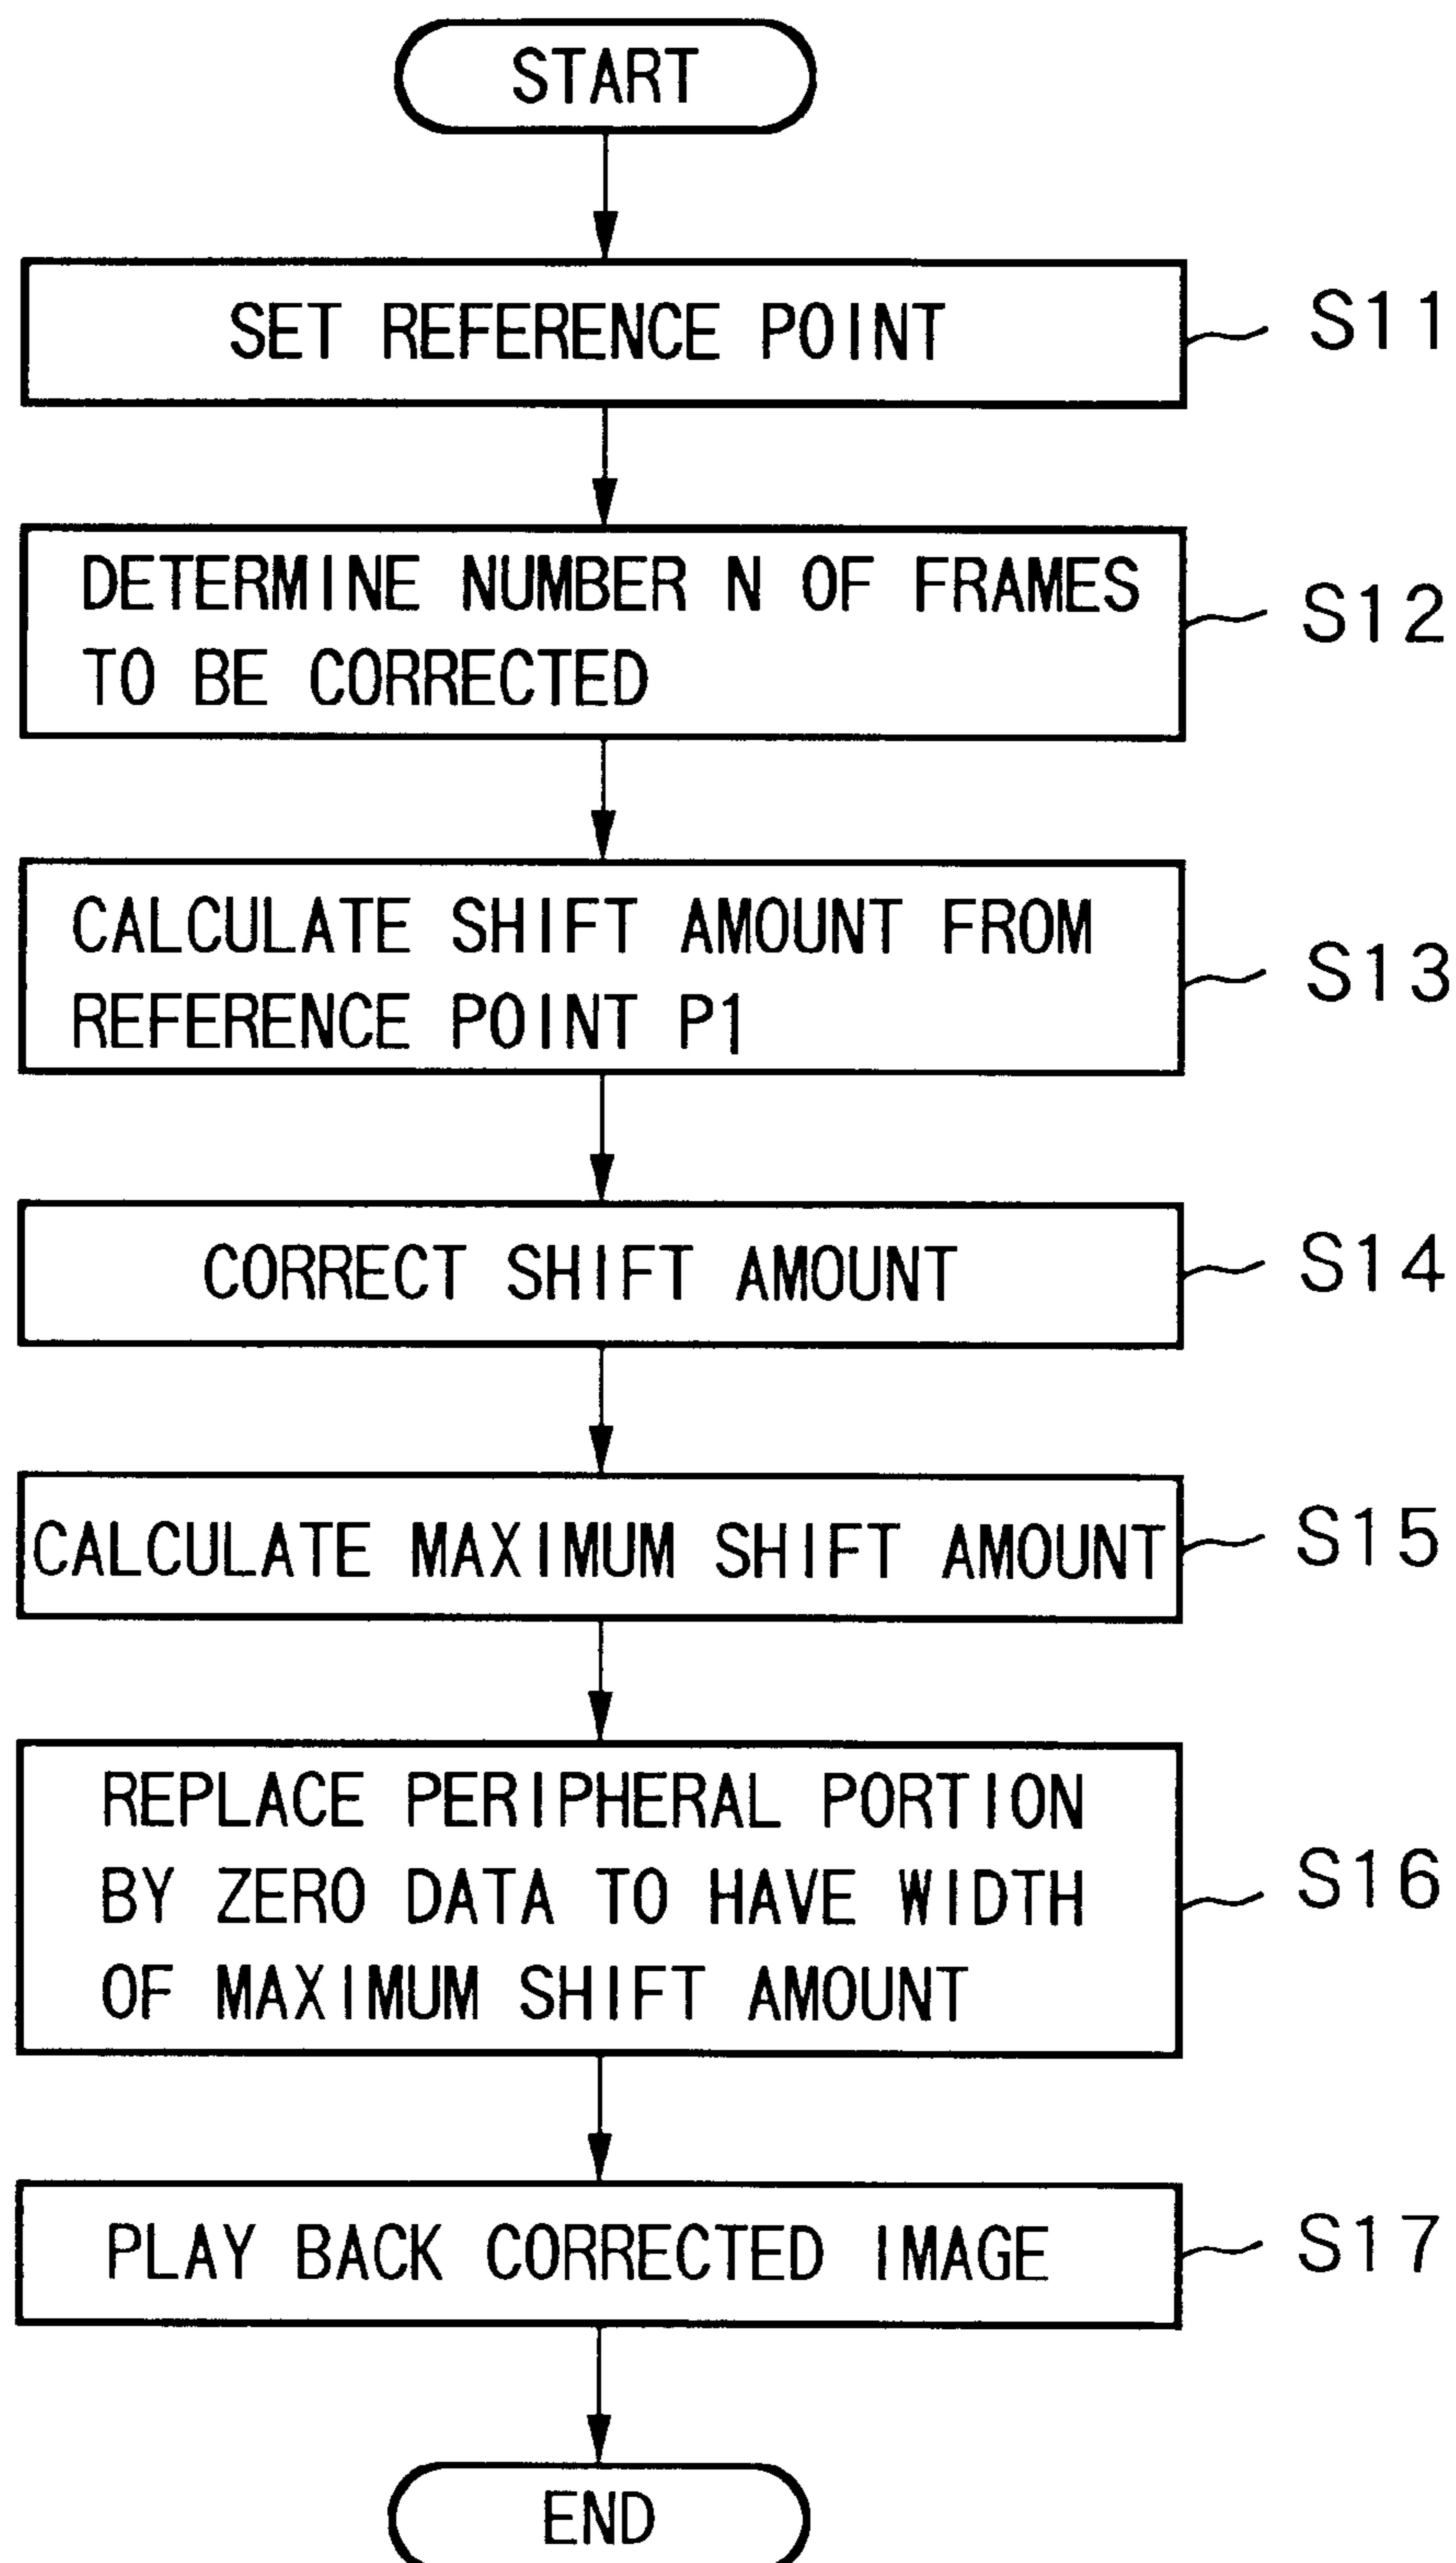 START
SET REFERENCE POINT
S11
DETERMINE NUMBER N OF FRAMES
TO BE CORRECTED
S12
CALCULATE SHIFT AMOUNT FROM
REFERENCE POINT P1
S13
CORRECT SHIFT AMOUNT
S14
CALCULATE MAXIMUM SHIFT AMOUNT
S15
REPLACE PERIPHERAL PORTION
BY ZERO DATA TO HAVE WIDTH
OF MAXIMUM SHIFT AMOUNT
S16
PLAY BACK CORRECTED IMAGE
S17
END